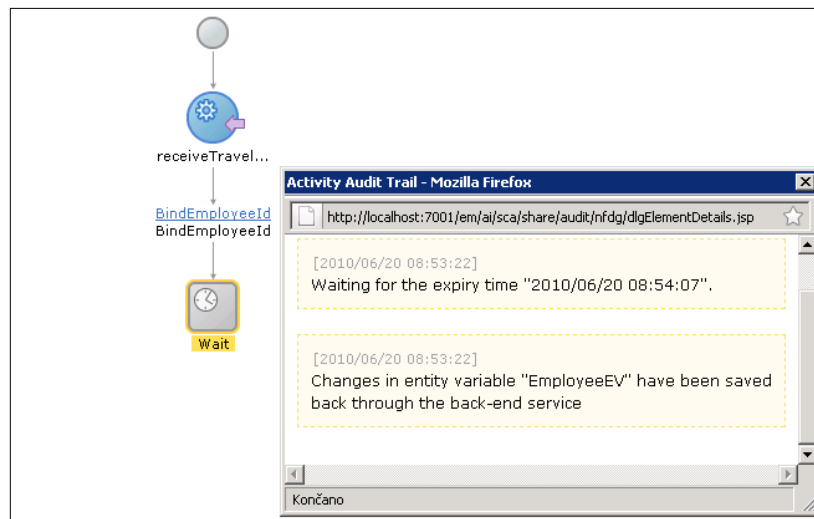 receiveTravel...
BindEmployeeId
BindEmployeeId
Wait
Activity Audit Trail - Mozilla Firefox
http://localhost:7001/em/ai/sca/share/audit/nfdg/dlgElementDetails.jsp
[2010/06/20 08:53:22]
Waiting for the expiry time "2010/06/20 08:54:07".
[2010/06/20 08:53:22]
Changes in entity variable "EmployeeEV" have been saved
back through the back-end service
Končano